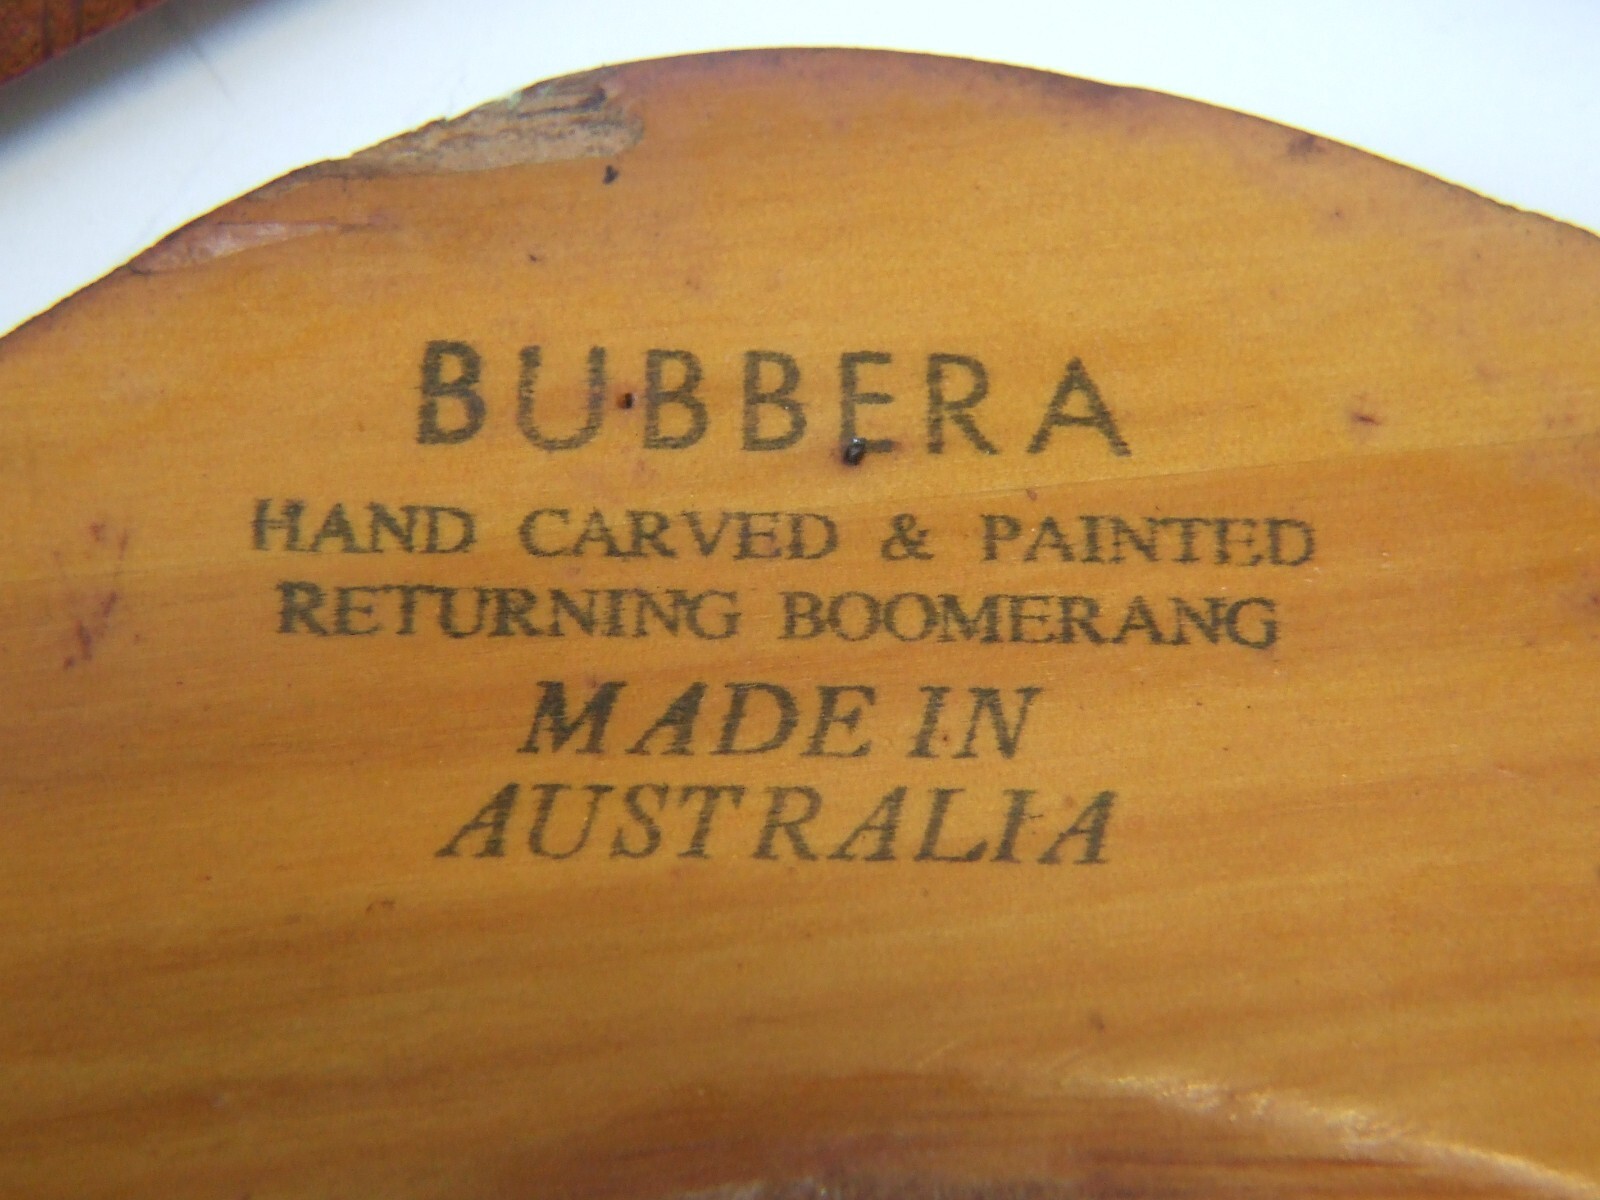 BUBBERA
HAND CARVED & PAINTED
RETURNING BOOMERANG
MADE IN
AUSTRALIA